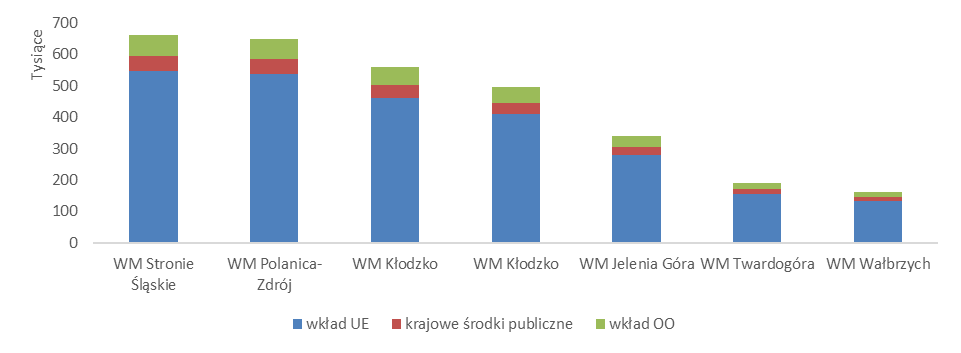 Tysiące
700
600
500
400
300
200
100
0
WM Stronie
Śląskie
WM Polanica-
Zdrój
WM Kłodzko
WM Kłodzko
WM Jelenia Góra
WM Twardogóra
WM Wałbrzych
wkład UE
krajowe środki publiczne
wkład OO